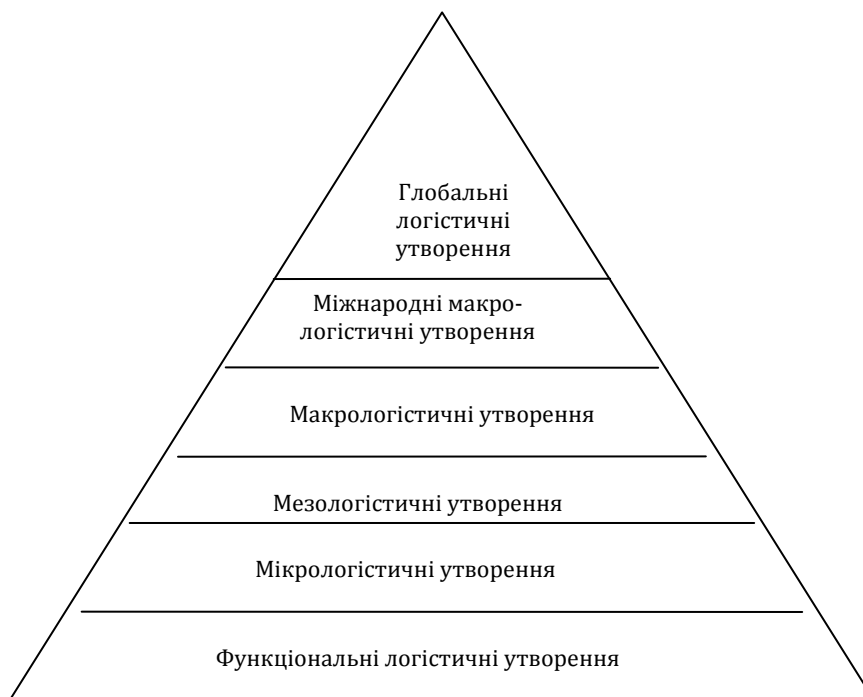 Глобальні
логістичні
утворення
Міжнародні макро-
логістичні утворення
Макрологістичні утворення
Мезологістичні утворення
Мікрологістичні утворення
Функціональні логістичні утворення